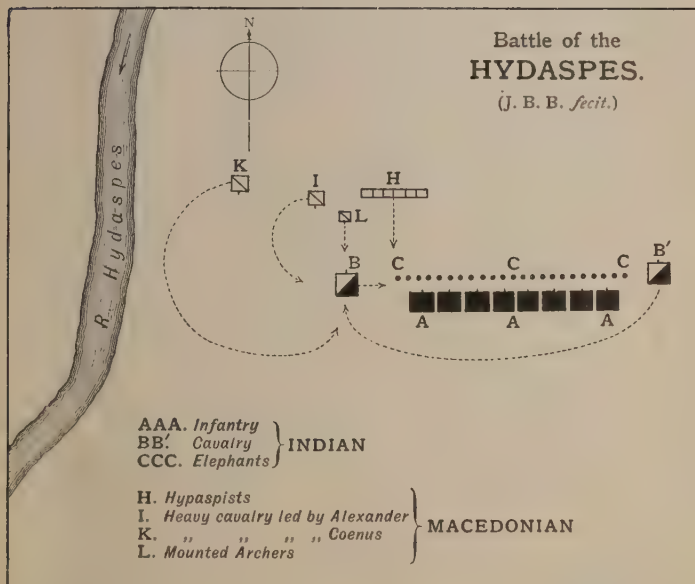 Battle of the
HYDASPES.
(J. B. B. fecit.)
N
R. Hydaspes
K
I
H
L
B
C C C
B'
A A A
AAA. Infantry
BB'. Cavalry
CCC. Elephants
INDIAN
H. Hypaspists
I. Heavy cavalry led by Alexander
K. „ „ „ „ Coenus
L. Mounted Archers
MACEDONIAN